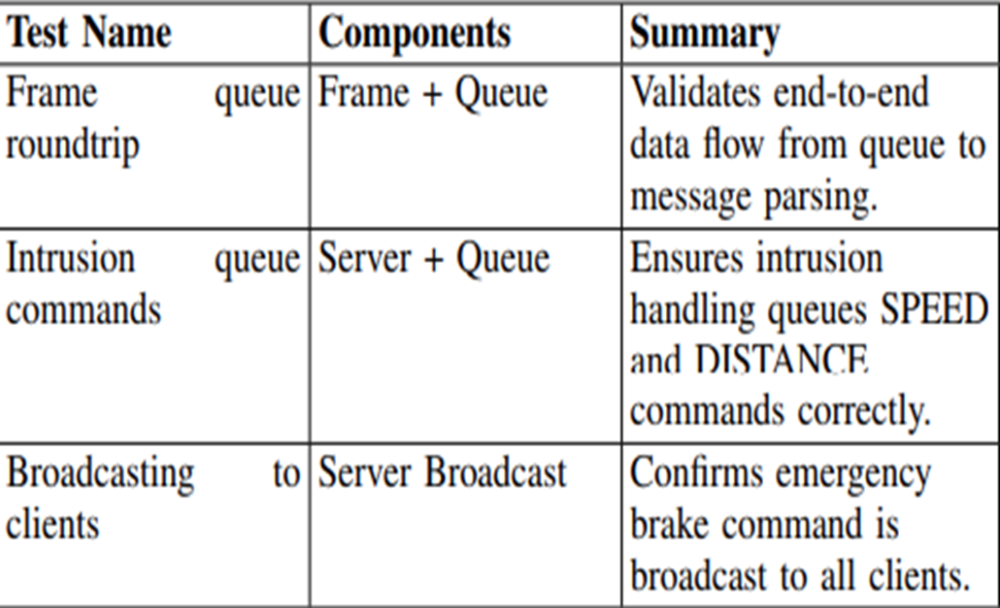 Test Name Components Summary
Frame queue roundtrip
Frame + Queue
Validates end-to-end
data flow from queue to
message parsing.
Intrusion queue
commands
Server + Queue
Ensures intrusion
handling queues SPEED
and DISTANCE
commands correctly.
Broadcasting to
clients
Server Broadcast
Confirms emergency
brake command is
broadcast to all clients.